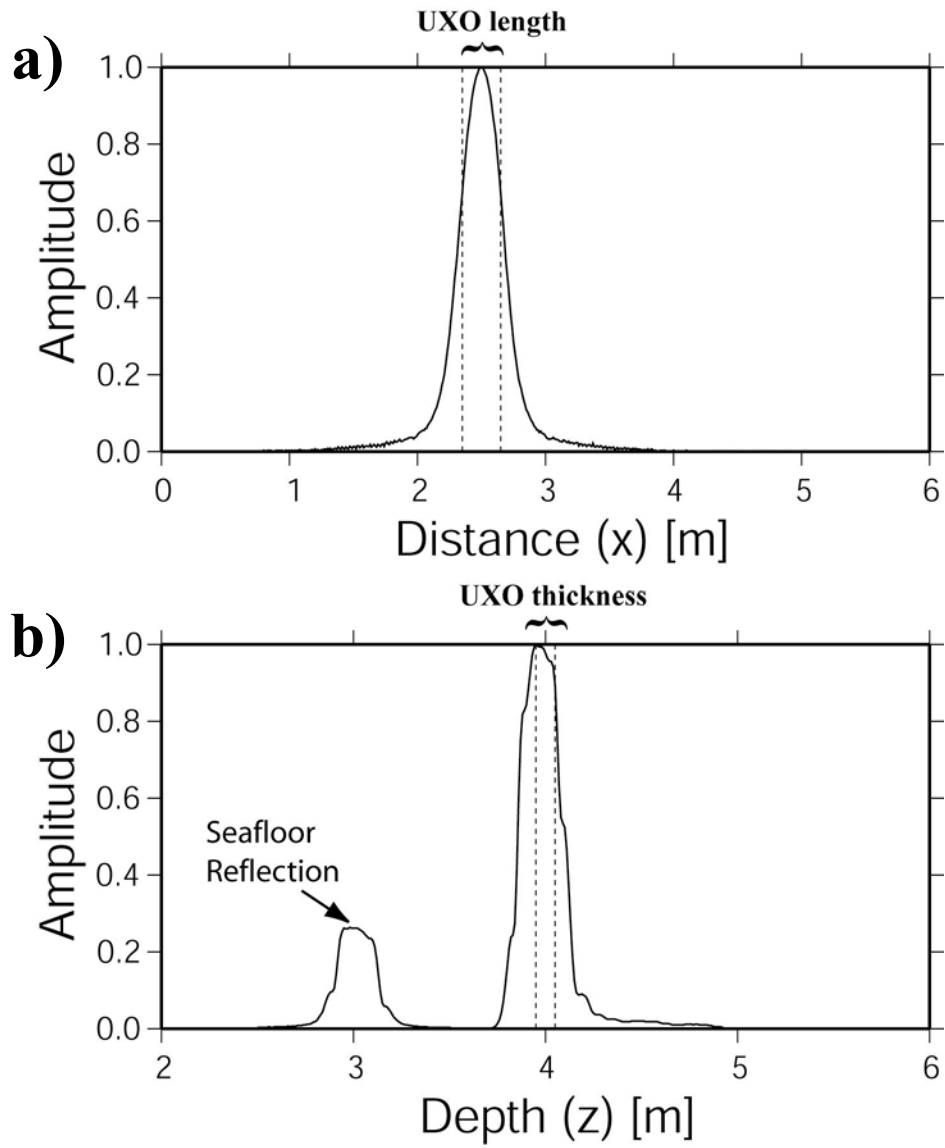 UXO length
a)
1.0
0.8
0.6
0.4
0.2
0.0
Amplitude
0 1 2 3 4 5 6
Distance (x) [m]
UXO thickness
b)
1.0
0.8
0.6
0.4
0.2
0.0
Amplitude
Seafloor
Reflection
2 3 4 5 6
Depth (z) [m]